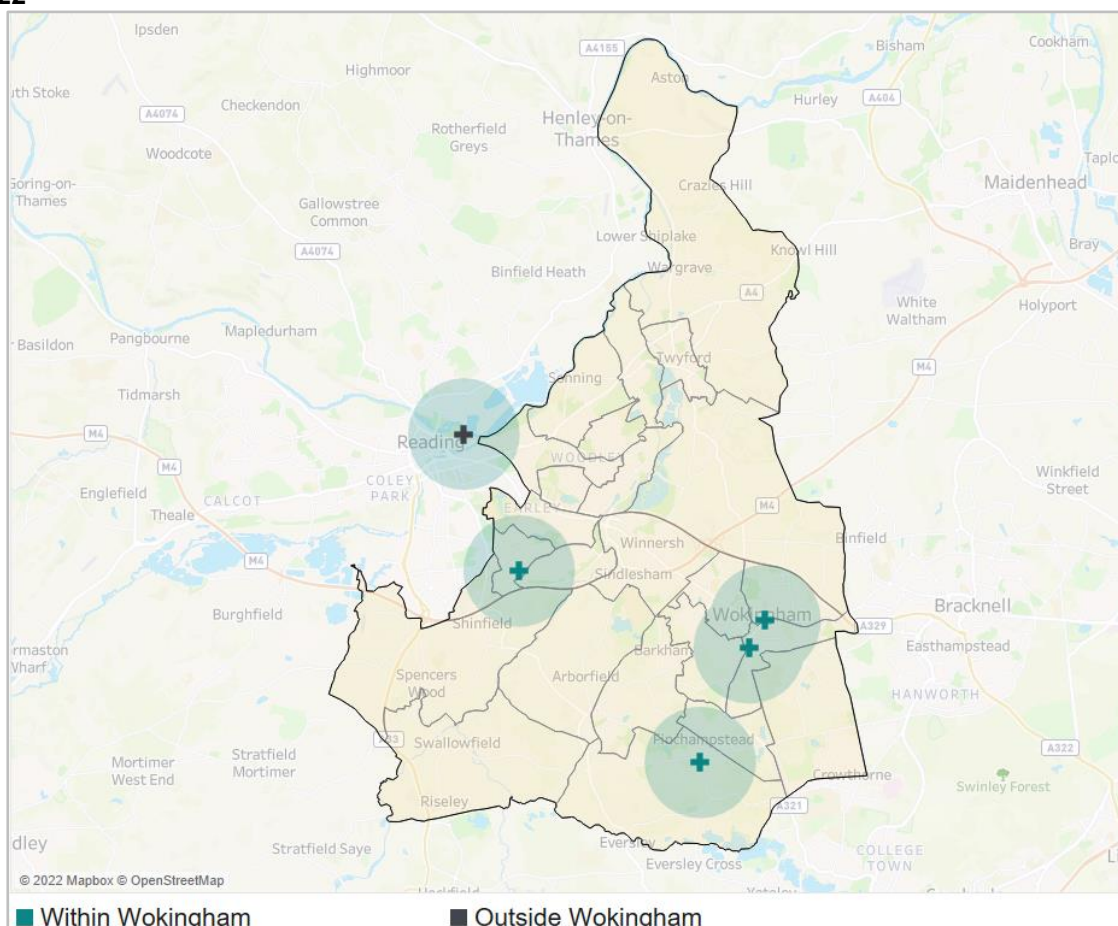 Ipsden
A4155
Bisham
Cookham
Highmoor
Aston
A404
Checkendon
Hurley
A4074
Henley-on-
Thames
Rotherfield
Greys
Woodcote
Maidenhead
Goring-on-
Thames
Crazies Hill
Gallowstree
Common
Lower Shiplake
Bray
A4074
Knowl Hill
Binfield Heath
Wargrave
A4
White
Waltham
Holyport
Mapledurham
Pangbourne
Basildon
Twyford
M4
Sonning
Tidmarsh
M4
Reading
WOODLEY
M4
COLEY
PARK
Winkfield
Street
Englefield
CALCOT
EARLEY
M4
Theale
Binfield
Winnersh
M4
Sindlesham
Burghfield
Wokingham
Bracknell
A329
Shinfield
Easthampstead
Barkham
Spencers
Wood
Arborfield
HANWORTH
Finchampstead
A33
Swallowfield
A322
Mortimer
West End
Stratfield
Mortimer
Crowthorne
Swinley Forest
Riseley
A321
Eversley
Stratfield Saye
COLLEGE
TOWN
Eversley Cross
Yateley
© 2022 Mapbox © OpenStreetMap
Within Wokingham
Outside Wokingham